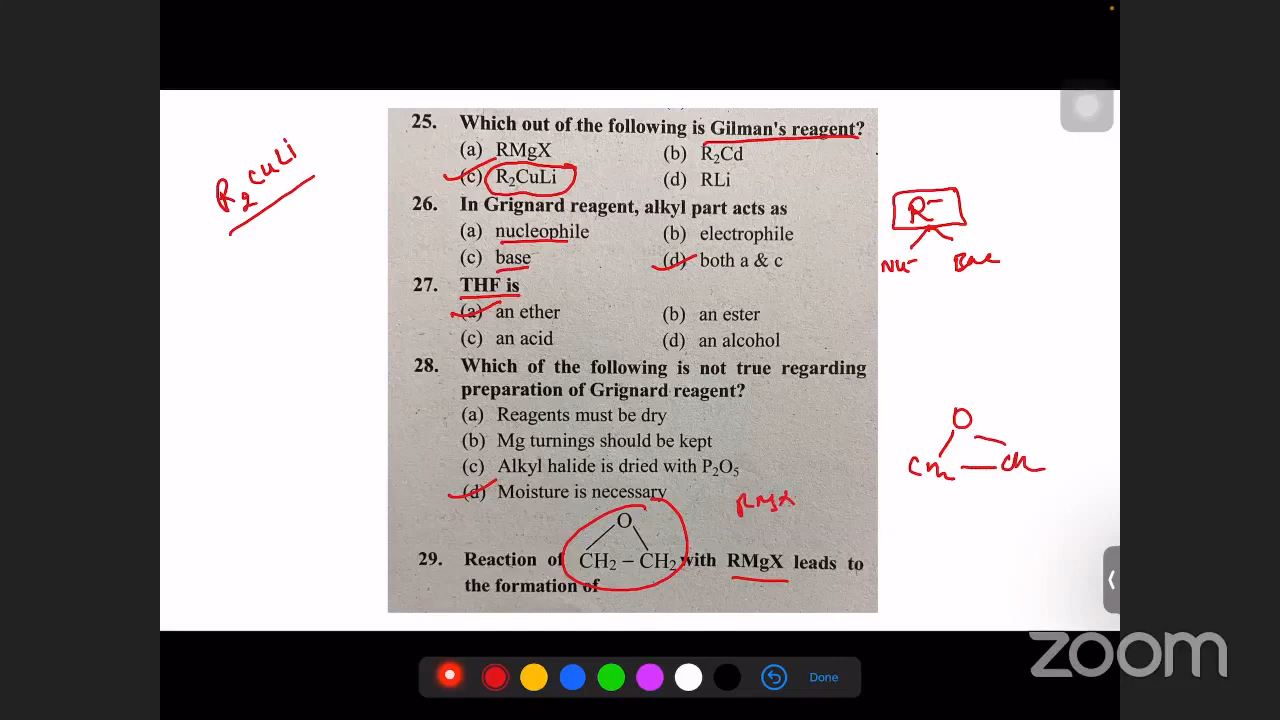 25. Which out of the following is Gilman's reagent?
(a) RMgX (b) R₂Cd
(c) R₂CuLi (d) RLi
26. In Grignard reagent, alkyl part acts as
(a) nucleophile (b) electrophile
(c) base (d) both a & c
27. THF is
(a) an ether (b) an ester
(c) an acid (d) an alcohol
28. Which of the following is not true regarding
preparation of Grignard reagent?
(a) Reagents must be dry
(b) Mg turnings should be kept
(c) Alkyl halide is dried with P₂O₅
(d) Moisture is necessary
O
29. Reaction of CH₂ – CH₂ with RMgX leads to
the formation of
R₂CuLi
R⁻
Nu⁻ Base
RMgX
O
CH₂ — CH₂
Done
zoom